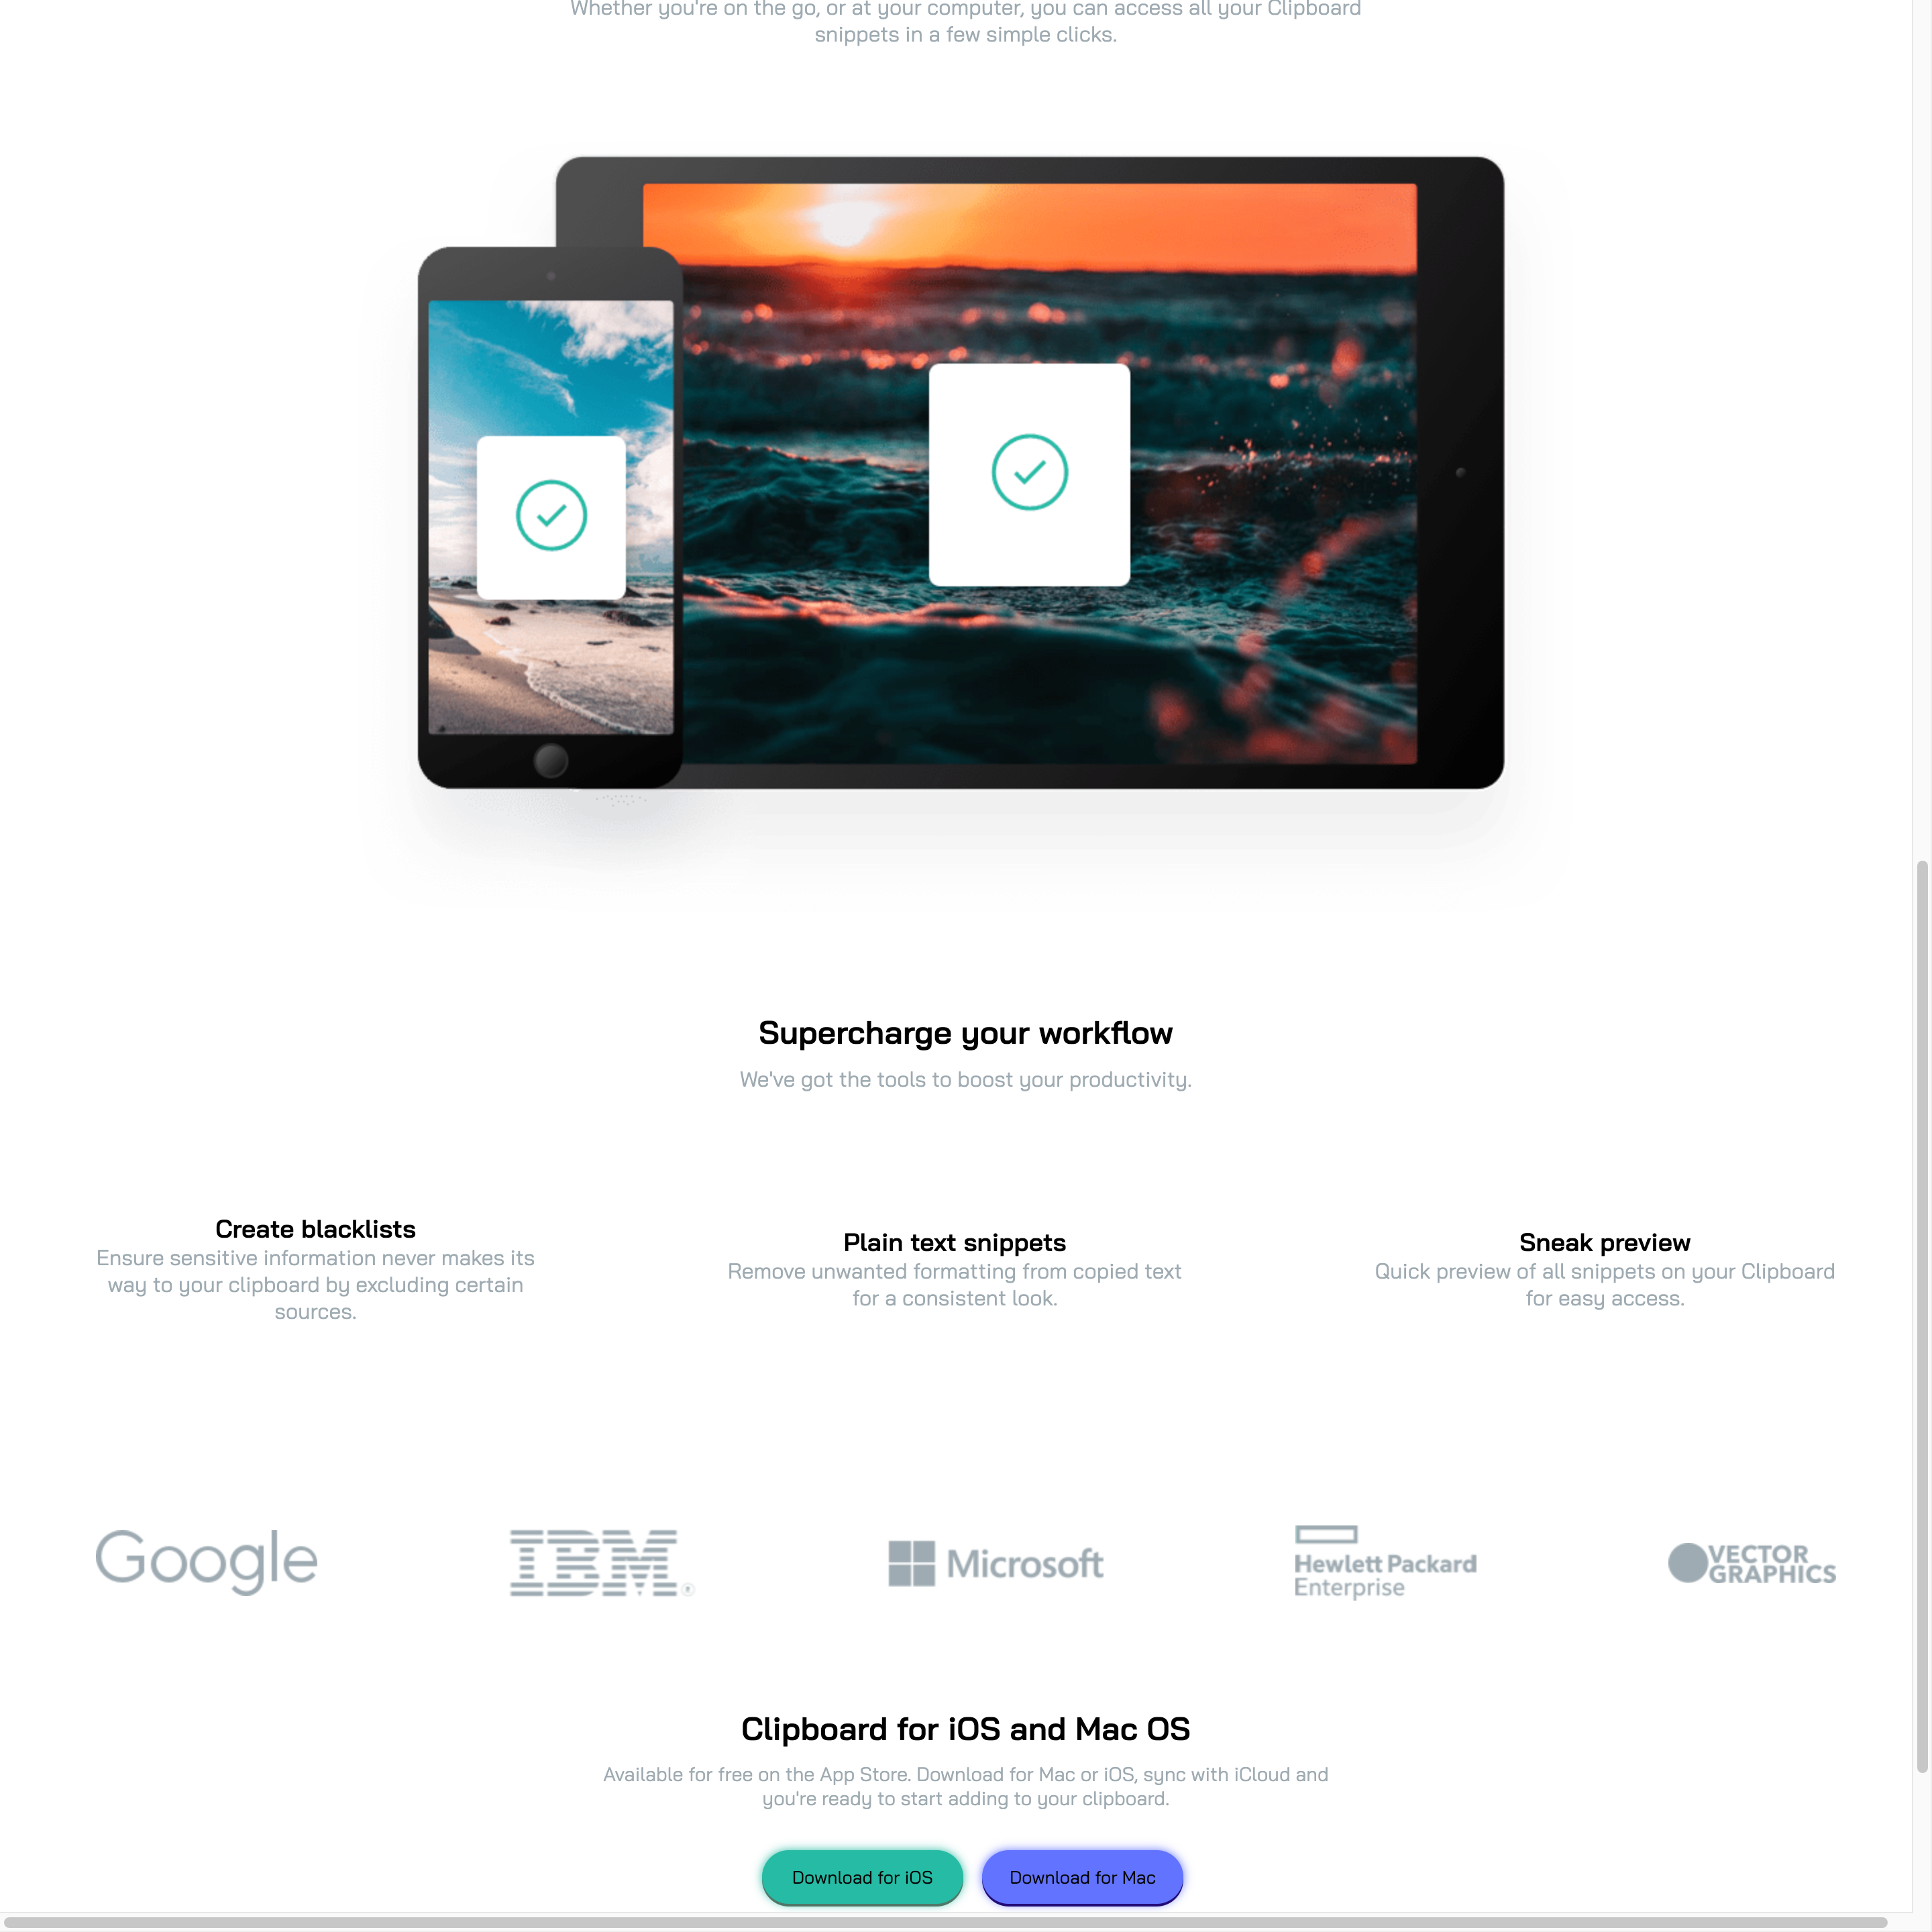 Whether you're on the go, or at your computer, you can access all your Clipboard
snippets in a few simple clicks.
Supercharge your workflow
We've got the tools to boost your productivity.
Create blacklists
Ensure sensitive information never makes its
way to your clipboard by excluding certain
sources.
Plain text snippets
Remove unwanted formatting from copied text
for a consistent look.
Sneak preview
Quick preview of all snippets on your Clipboard
for easy access.
Google
IBM®
Microsoft
Hewlett Packard
Enterprise
VECTOR
GRAPHICS
Clipboard for iOS and Mac OS
Available for free on the App Store. Download for Mac or iOS, sync with iCloud and
you're ready to start adding to your clipboard.
Download for iOS
Download for Mac